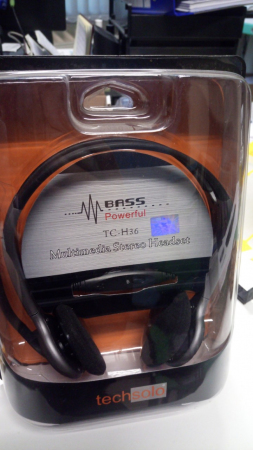 BASS
Powerful
TC-H36
Multimedia Stereo Headset
techsolo